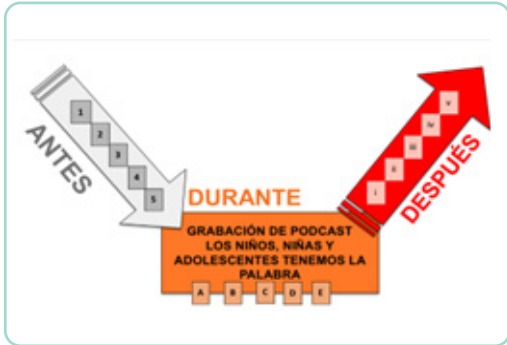 ANTES
1
2
3
4
5
DURANTE
GRABACIÓN DE PODCAST
LOS NIÑOS, NIÑAS Y
ADOLESCENTES TENEMOS LA
PALABRA
A B C D E
DESPUÉS
i
ii
iii
iv
v